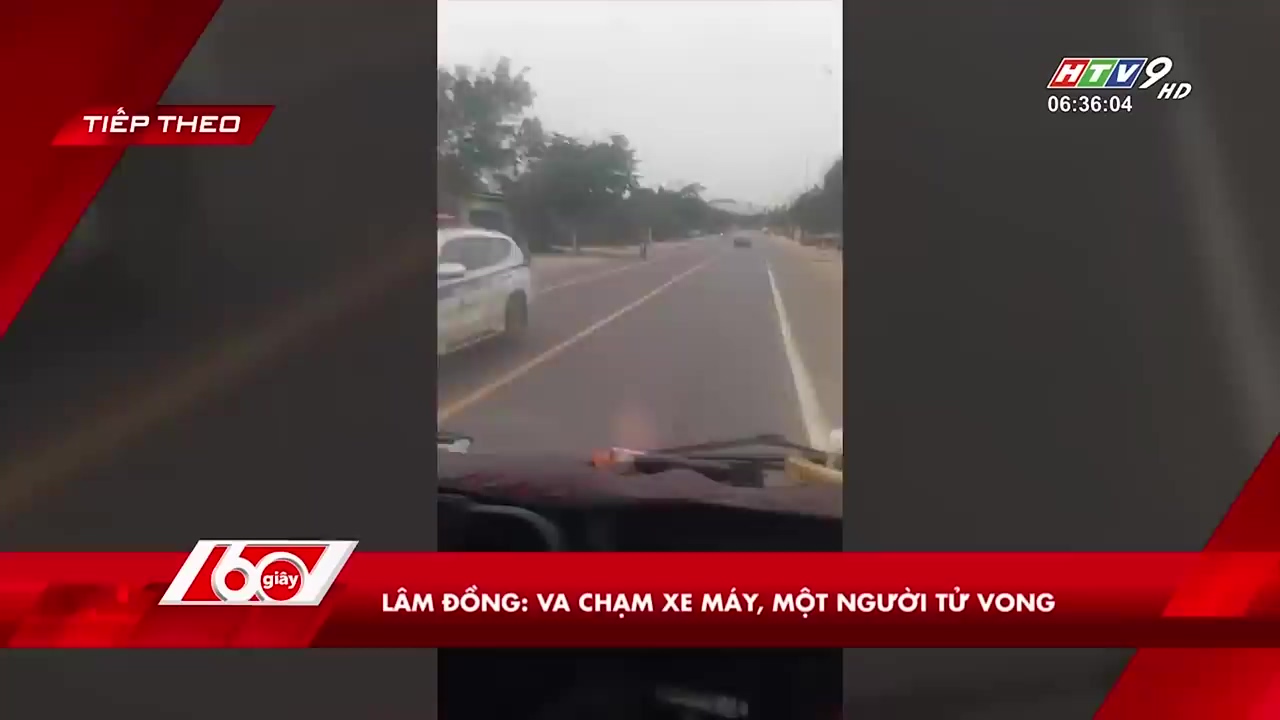 HTV9 HD
06:36:04
TIẾP THEO
60 giây
LÂM ĐỒNG: VA CHẠM XE MÁY, MỘT NGƯỜI TỬ VONG